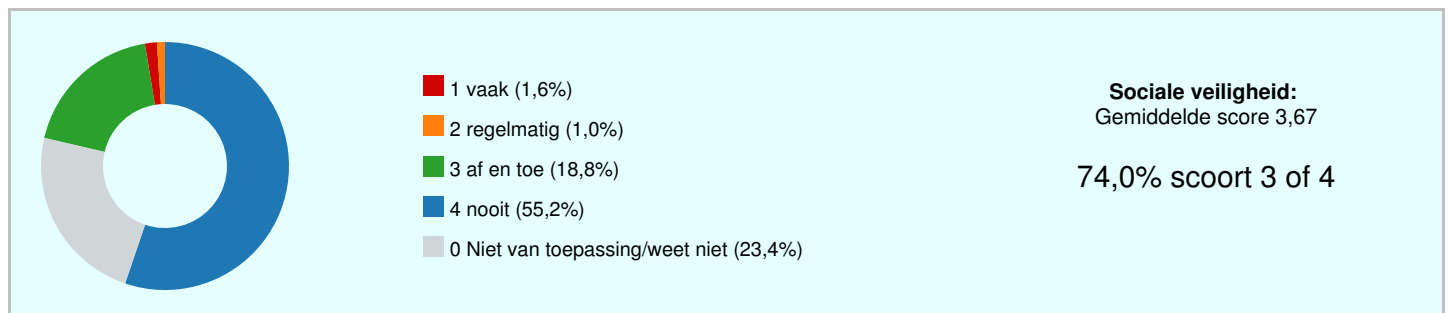 1 vaak (1,6%)
2 regelmatig (1,0%)
3 af en toe (18,8%)
4 nooit (55,2%)
0 Niet van toepassing/weet niet (23,4%)
Sociale veiligheid:
Gemiddelde score 3,67
74,0% scoort 3 of 4